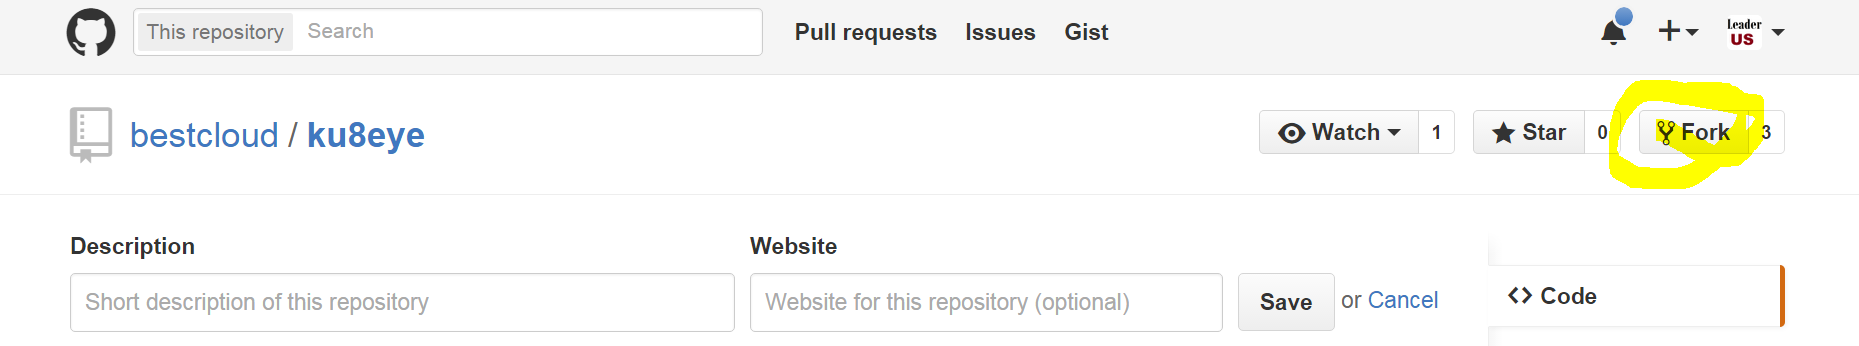 This repository Search Pull requests Issues Gist Leader
US
bestcloud / ku8eye Watch 1 Star 0 Fork 3
Description Website
Short description of this repository Website for this repository (optional) Save or Cancel Code